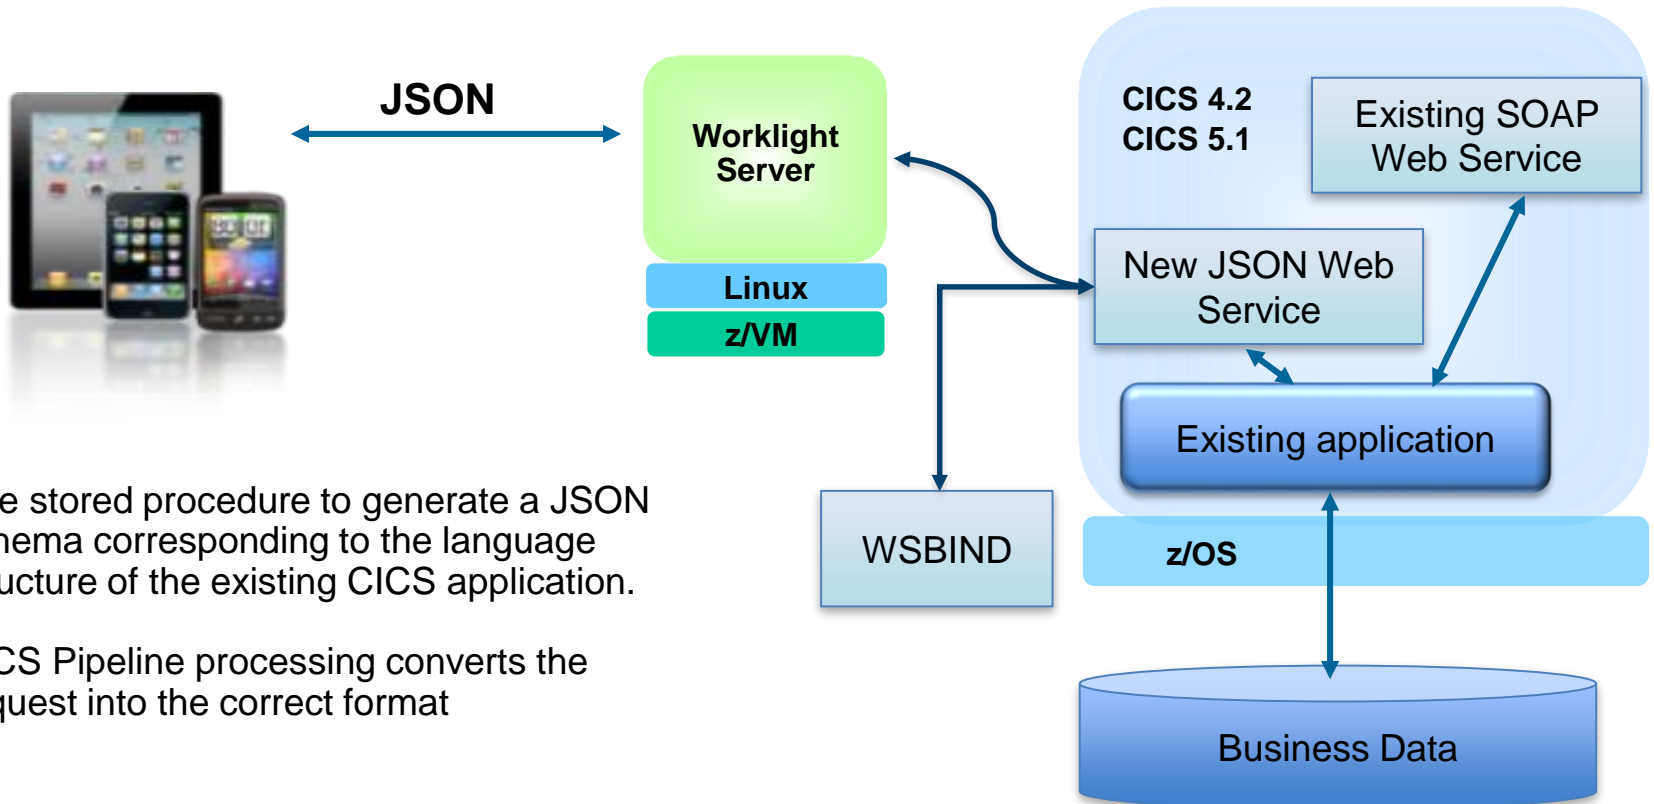 JSON
Worklight
Server
Linux
z/VM
CICS 4.2
CICS 5.1
Existing SOAP
Web Service
New JSON Web
Service
Existing application
WSBIND
z/OS
Business Data
e stored procedure to generate a JSON
nema corresponding to the language
ucture of the existing CICS application.
CS Pipeline processing converts the
quest into the correct format